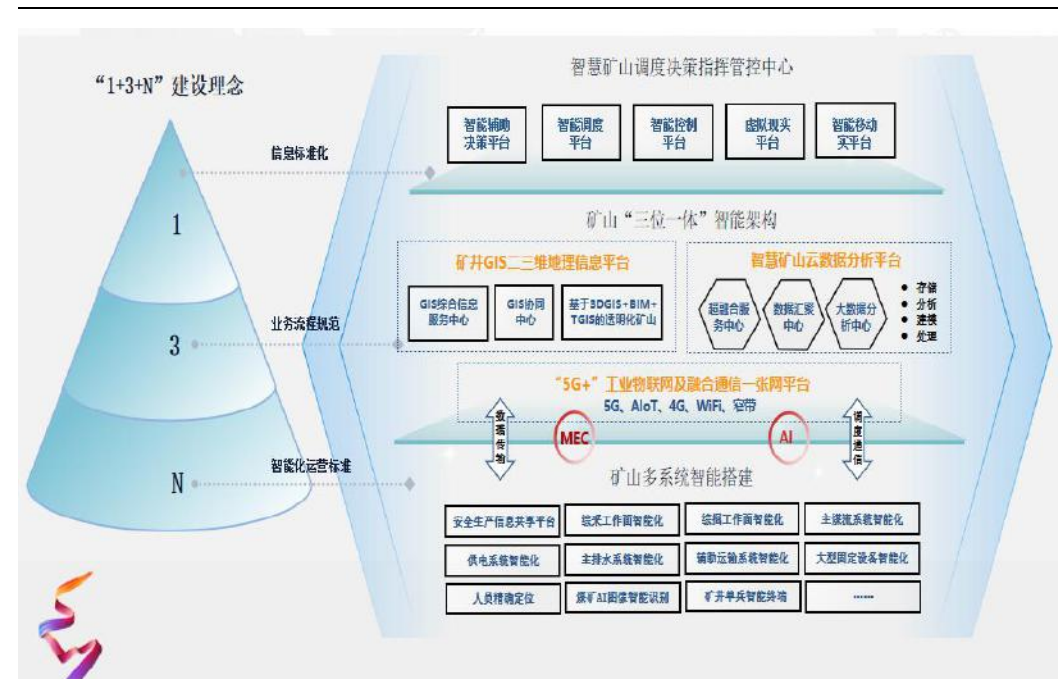 “1+3+N”建设理念
1
3
N
信息标准化
业务流程规范
智能化运营标准
智慧矿山调度决策指挥管控中心
智能辅助
决策平台
智能调度
平台
智能控制
平台
虚拟现实
平台
智能移动
实平台
矿山“三位一体”智能架构
矿井GIS二三维地理信息平台
GIS综合信息
服务中心
GIS协同
中心
基于3DGIS+BIM+
TGIS的透明化矿山
智慧矿山云数据分析平台
超融合服
务中心
数据汇聚
中心
大数据分
析中心
● 存储
● 分析
● 建模
● 处理
“5G+”工业物联网及融合通信一张网平台
5G、AIoT、4G、WiFi、窄带
数据传输
MEC
AI
调度通信
矿山多系统智能搭建
安全生产信息共享平台
综采工作面智能化
综掘工作面智能化
主煤流系统智能化
供电系统智能化
主排水系统智能化
辅助运输系统智能化
大型固定设备智能化
人员精确定位
煤矿AI图像智能识别
矿井单兵智能终端
……